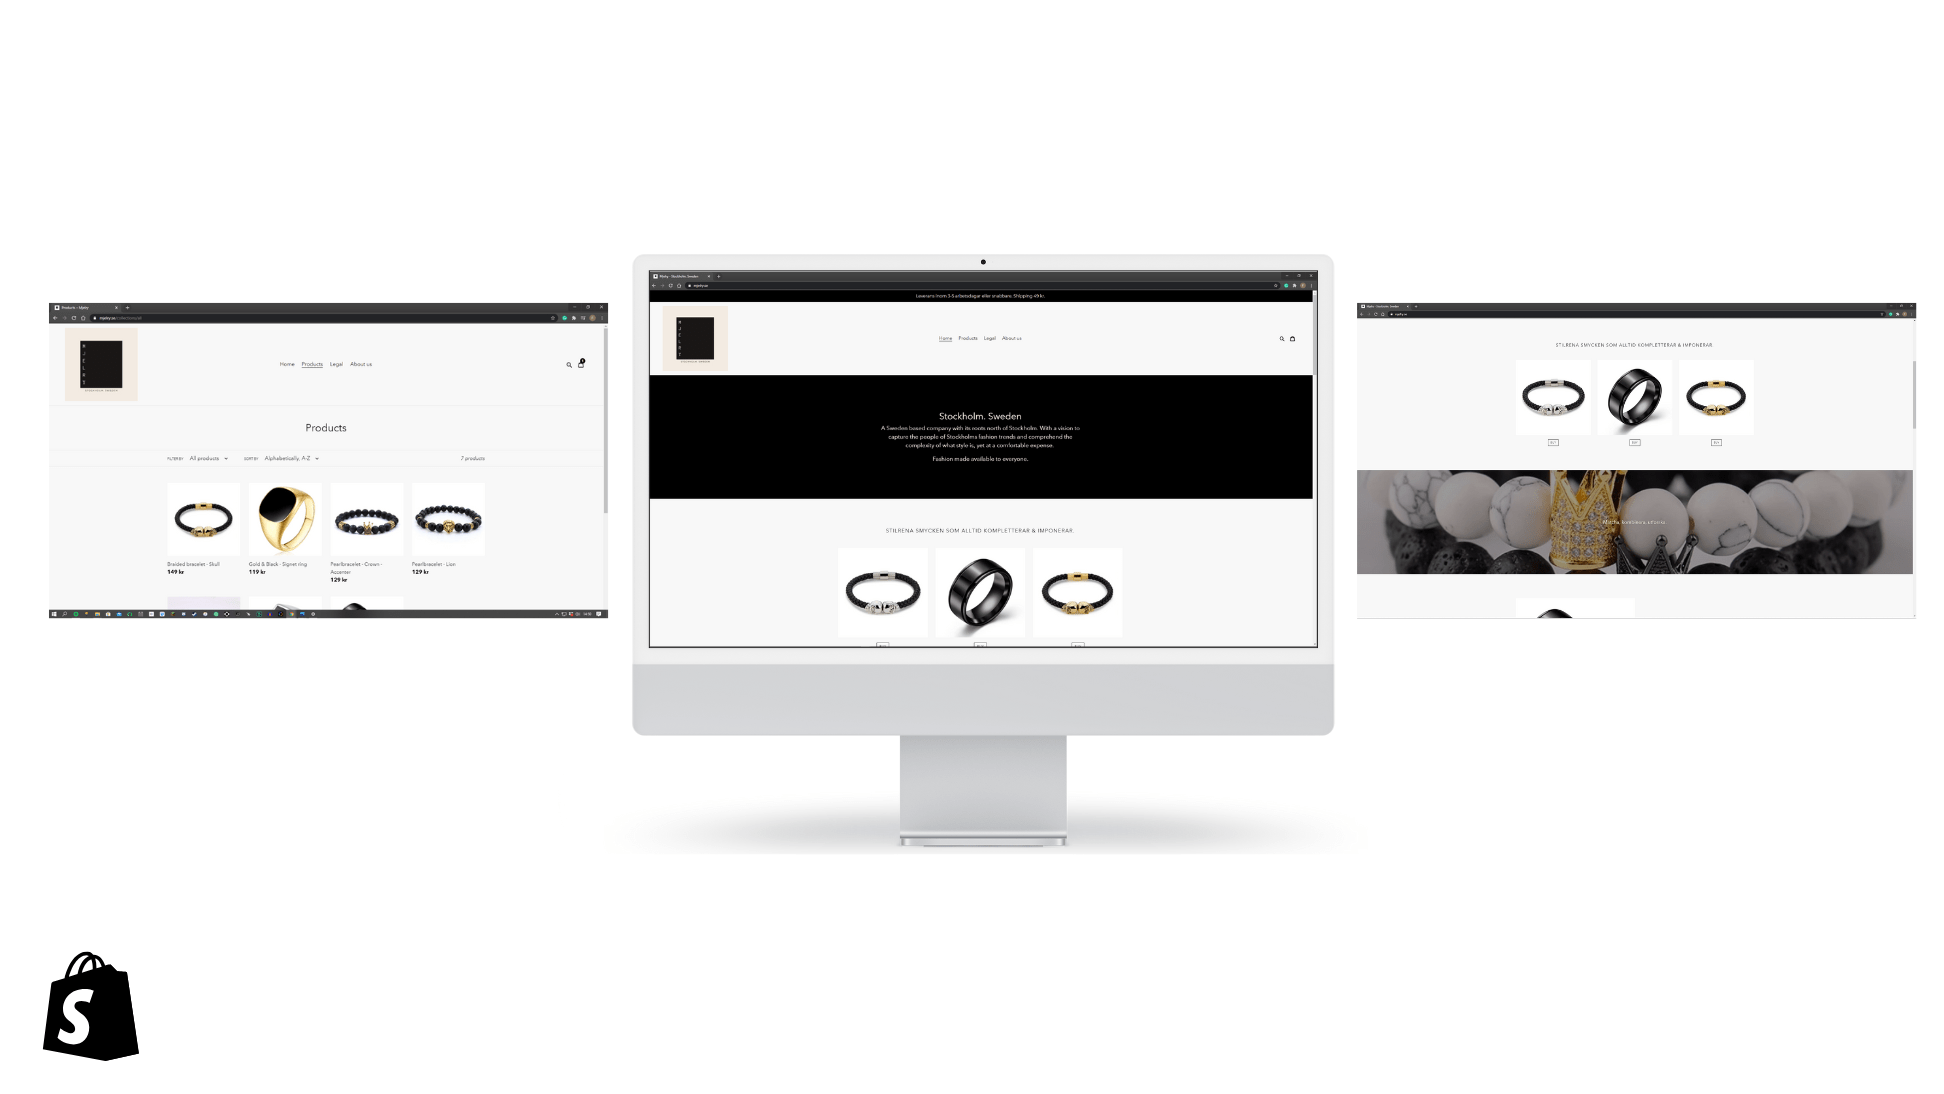 Products
Home Products Legal About us
1
Products
FILTER BY All products SORT BY Alphabetically, A-Z 7 products
Braided bracelet - Skull
149 kr
Gold & Black - Signet ring
119 kr
Pearlbracelet - Crown -
Accenter
129 kr
Pearlbracelet - Lion
129 kr
Leverans inom 3-5 arbetsdagar eller snabbare. Shipping 49 kr.
Home Products Legal About us
Stockholm. Sweden
A Sweden based company with its roots north of Stockholm. With a vision to
capture the people of Stockholms fashion trends and comprehend the
complexity of what style is, yet at a comfortable expense.
Fashion made available to everyone.
STILRENA SMYCKEN SOM ALLTID KOMPLETTERAR & IMPONERAR.
STILRENA SMYCKEN SOM ALLTID KOMPLETTERAR & IMPONERAR.
BUY
BUY
BUY
S